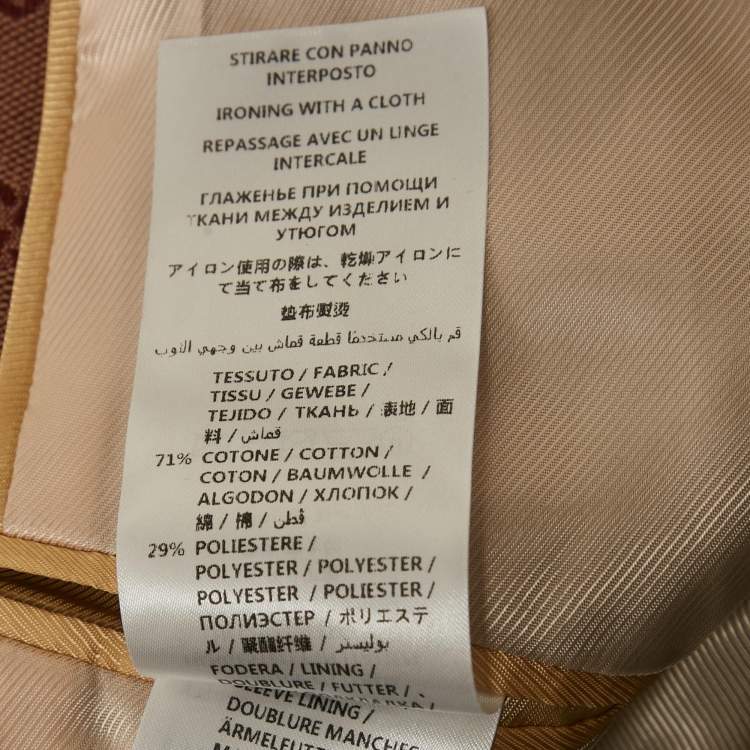 STIRARE CON PANNO
INTERPOSTO
IRONING WITH A CLOTH
REPASSAGE AVEC UN LINGE
INTERCALE
ГЛАЖЕНЬЕ ПРИ ПОМОЩИ
ТКАНИ МЕЖДУ ИЗДЕЛИЕМ И
УТЮГОМ
アイロン使用の際は、乾燥アイロンに
て当て布をしてください
垫布熨烫
قم بالكي مستخدمًا قطعة قماش بين وجهي الثوب
TESSUTO / FABRIC /
TISSU / GEWEBE /
TEJIDO / ТКАНЬ / 表地 / 面
料 / قماش
71% COTONE / COTTON /
COTON / BAUMWOLLE /
ALGODON / ХЛОПОК /
綿 / 棉 / قطن
29% POLIESTERE /
POLYESTER / POLYESTER /
POLYESTER / POLIESTER /
ПОЛИЭСТЕР / ポリエステ
ル / 聚酯纤维 / بوليستر
FODERA / LINING /
DOUBLURE / FUTTER /
SLEEVE LINING /
DOUBLURE MANCHES